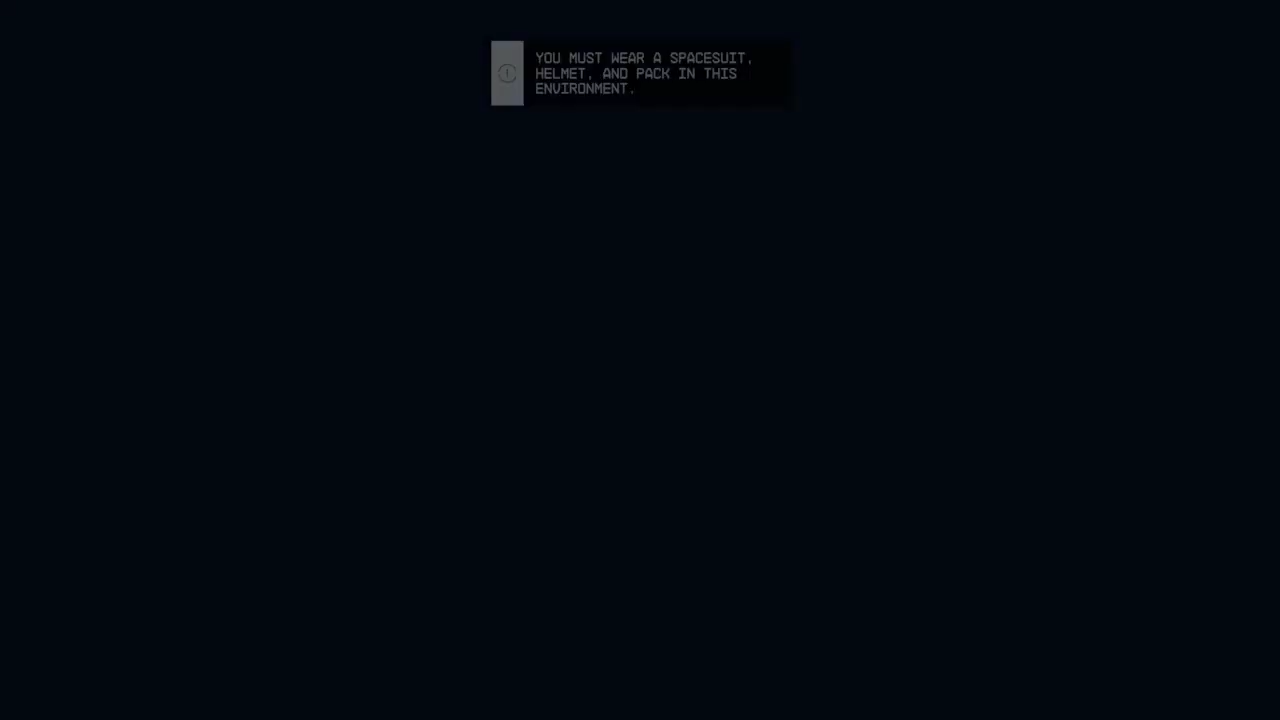 YOU MUST WEAR A SPACESUIT,
HELMET, AND PACK IN THIS
ENVIRONMENT.